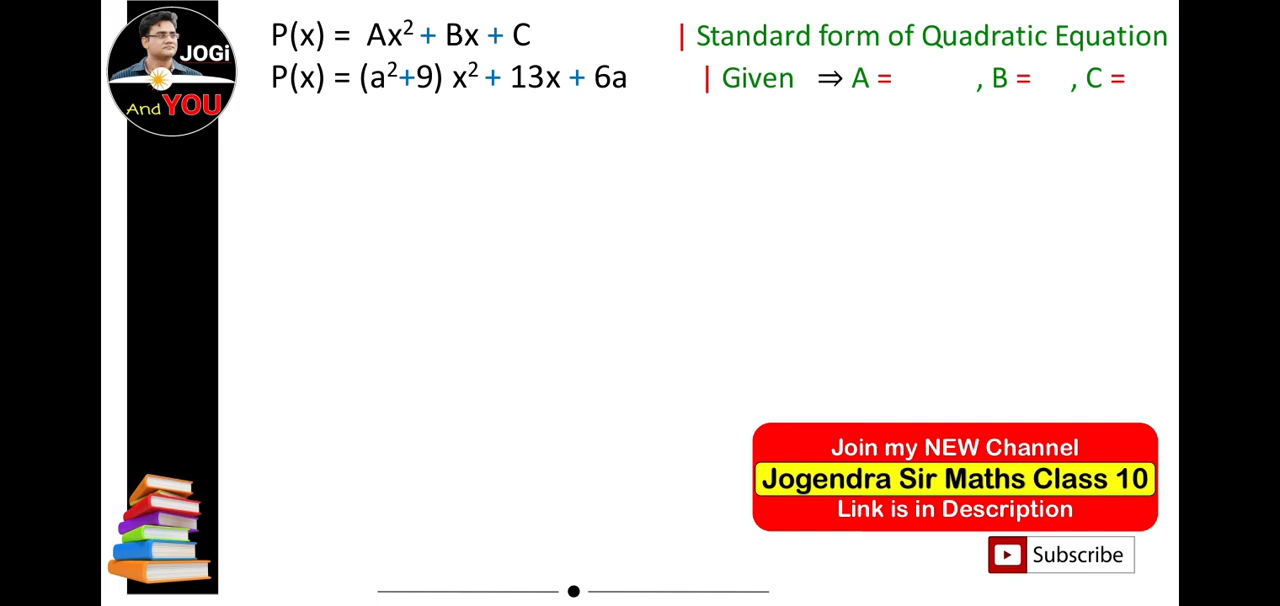 JOGi
And YOU
P(x) = Ax² + Bx + C | Standard form of Quadratic Equation
P(x) = (a²+9) x² + 13x + 6a | Given ⇒ A = , B = , C =
Join my NEW Channel
Jogendra Sir Maths Class 10
Link is in Description
Subscribe